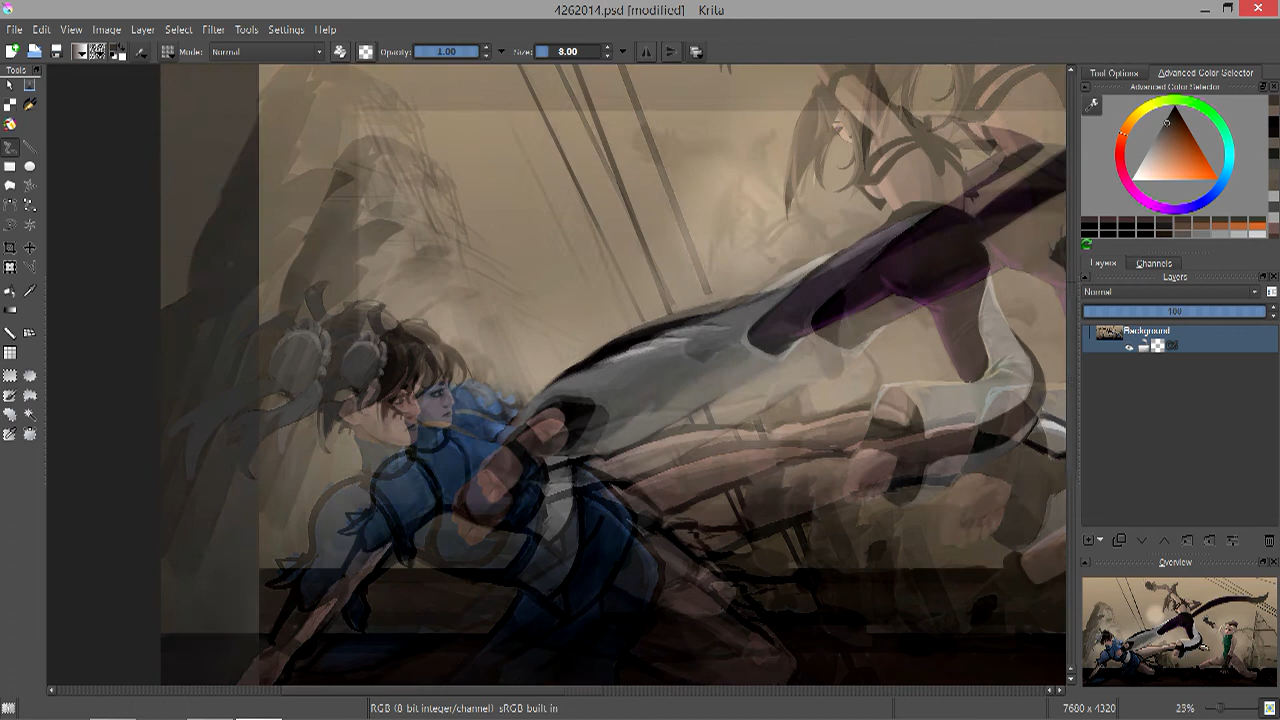 4262014.psd [modified] - Krita
File Edit View Image Layer Select Filter Tools Settings Help
Mode: Normal Opacity: 1.00 Size: 8.00
Tools
Tool Options Advanced Color Selector
Advanced Color Selector
Layers Channels
Layers
Normal
100
Background
Overview
RGB (8 bit integer/channel) sRGB built in 7680 x 4320 23%